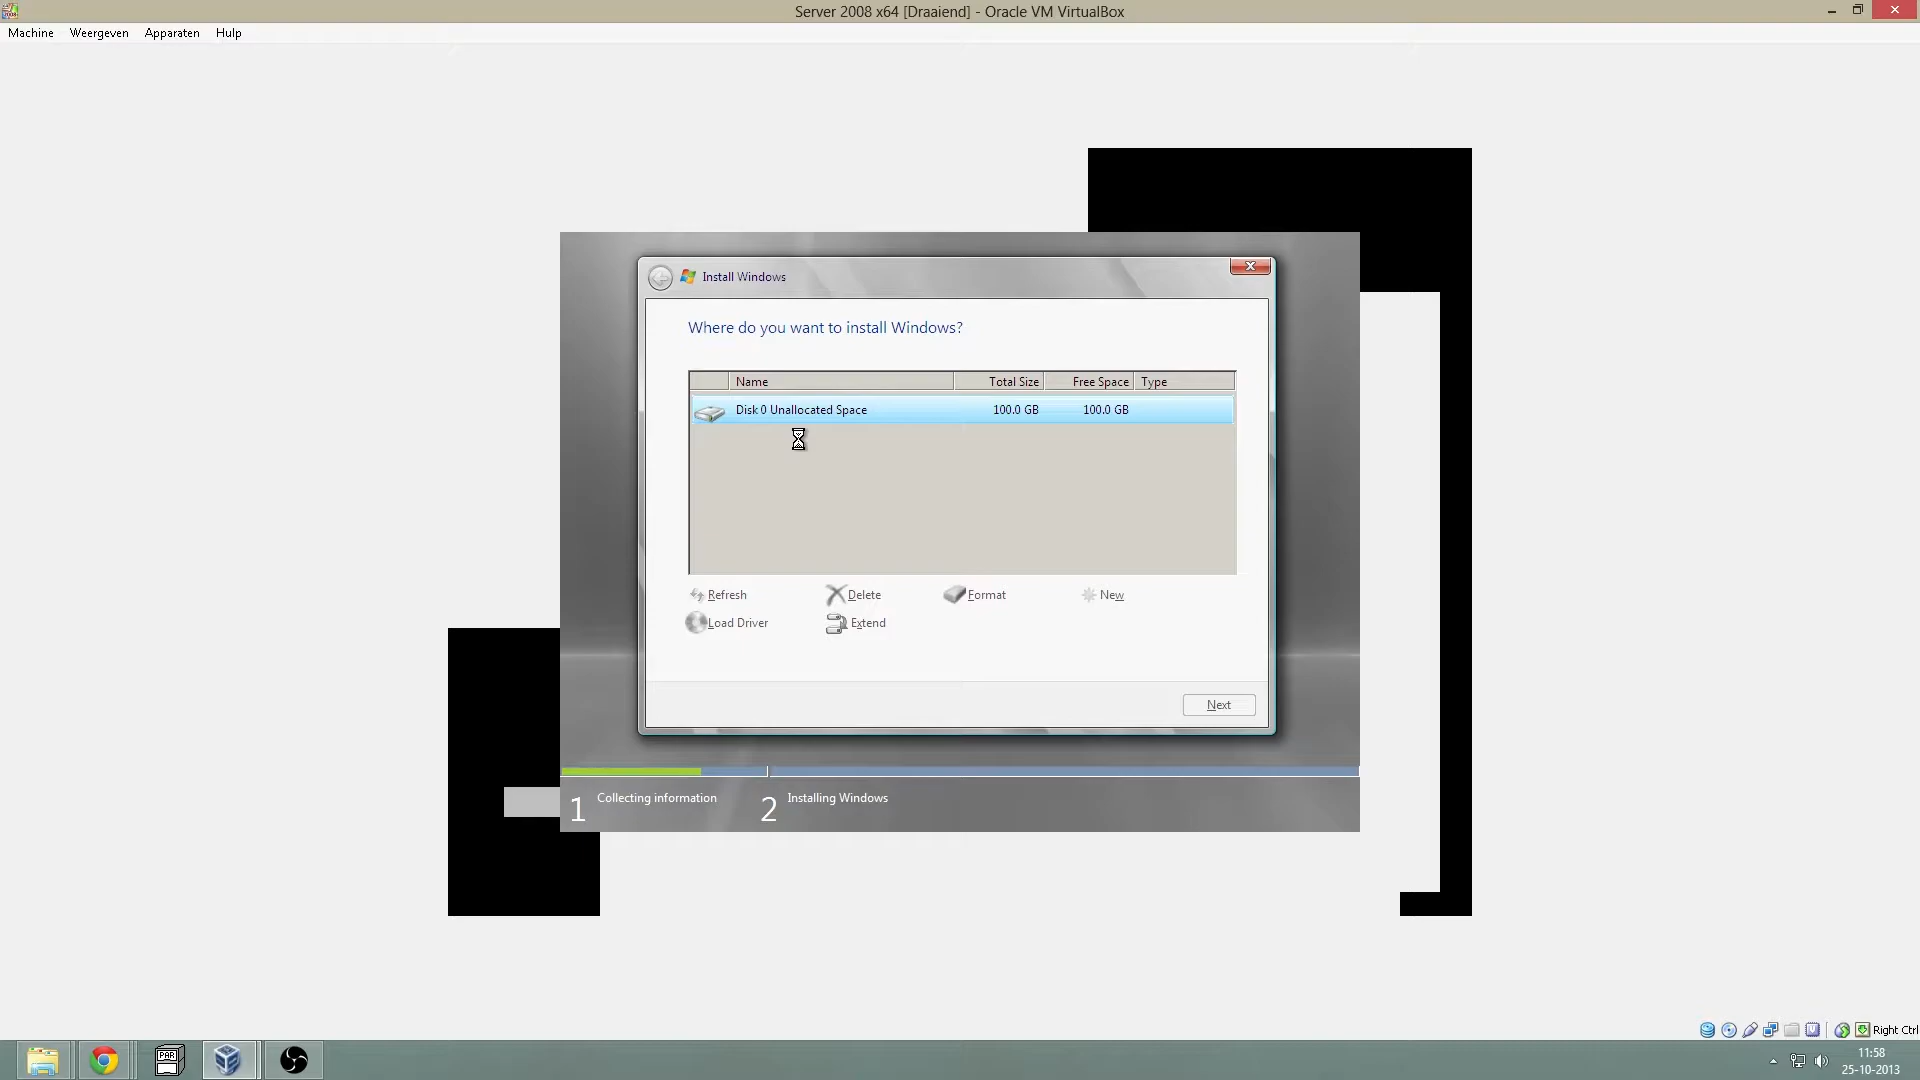 Server 2008 x64 [Draaiend] - Oracle VM VirtualBox
Machine Weergeven Apparaten Hulp
Install Windows
Where do you want to install Windows?
Name Total Size Free Space Type
Disk 0 Unallocated Space 100.0 GB 100.0 GB
Refresh Delete Format New
Load Driver Extend
Next
1 Collecting information 2 Installing Windows
Right Ctrl
PAR
11:58
25-10-2013